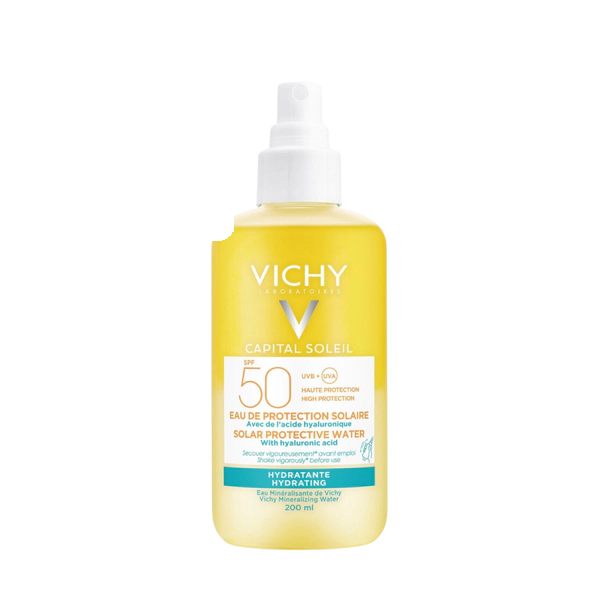 VICHY
LABORATOIRES
CAPITAL SOLEIL
SPF
50
UVB + UVA
HAUTE PROTECTION
HIGH PROTECTION
EAU DE PROTECTION SOLAIRE
Avec de l'acide hyaluronique
SOLAR PROTECTIVE WATER
With hyaluronic acid
Secouer vigoureusement* avant emploi
Shake vigorously* before use
HYDRATANTE
HYDRATING
Eau Minéralisante de Vichy
Vichy Mineralizing Water
200 ml